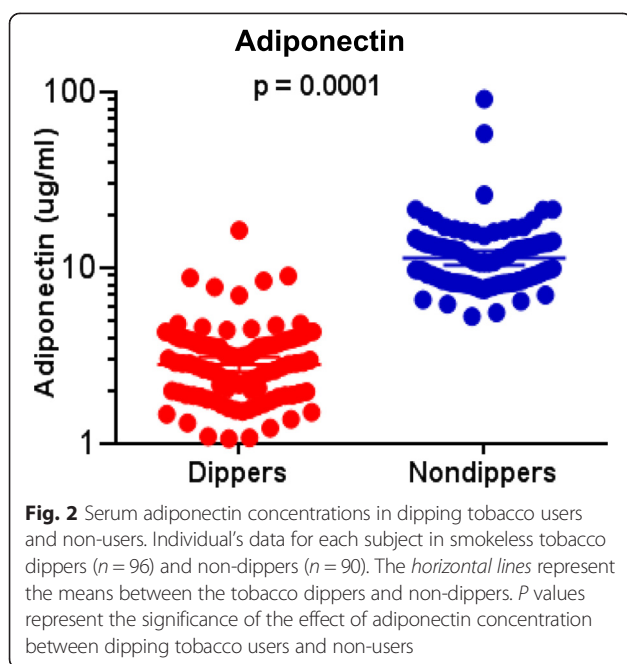 Adiponectin
p = 0.0001
100
10
1
Adiponectin (ug/ml)
Dippers Nondippers
Fig. 2 Serum adiponectin concentrations in dipping tobacco users
and non-users. Individual's data for each subject in smokeless tobacco
dippers (n = 96) and non-dippers (n = 90). The horizontal lines represent
the means between the tobacco dippers and non-dippers. P values
represent the significance of the effect of adiponectin concentration
between dipping tobacco users and non-users